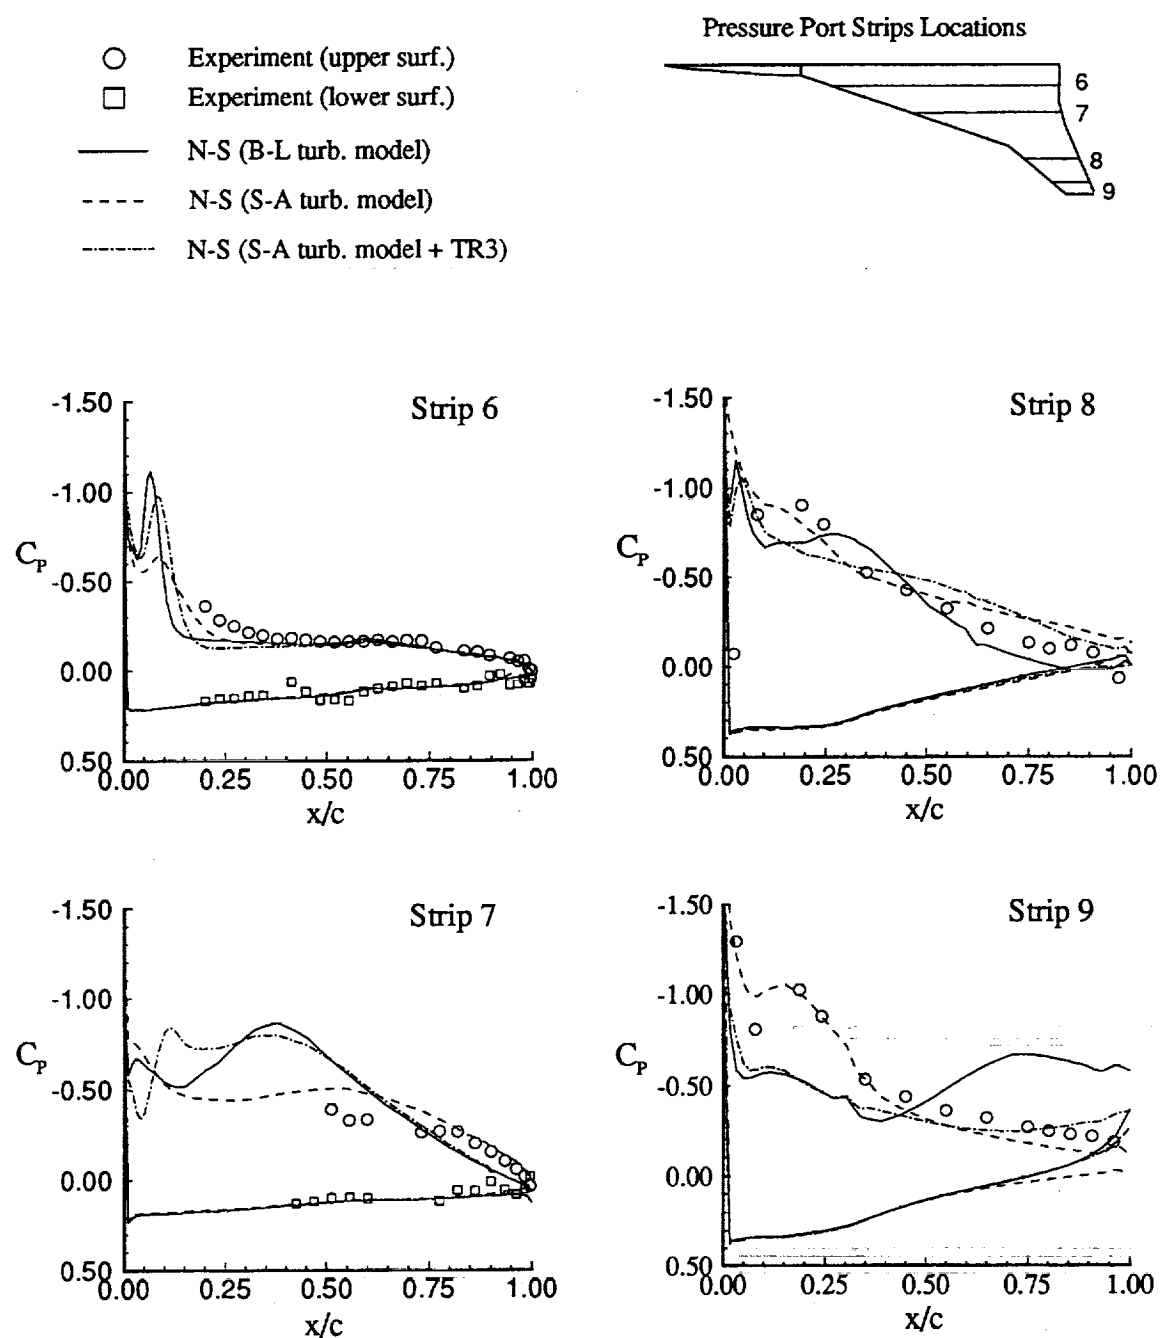 Experiment (upper surf.)
Experiment (lower surf.)
N-S (B-L turb. model)
N-S (S-A turb. model)
N-S (S-A turb. model + TR3)
Pressure Port Strips Locations
6
7
8
9
Strip 6
-1.50
-1.00
-0.50
0.00
0.50
CP
0.00 0.25 0.50 0.75 1.00
x/c
Strip 8
-1.50
-1.00
-0.50
0.00
0.50
CP
0.00 0.25 0.50 0.75 1.00
x/c
Strip 7
-1.50
-1.00
-0.50
0.00
0.50
CP
0.00 0.25 0.50 0.75 1.00
x/c
Strip 9
-1.50
-1.00
-0.50
0.00
0.50
CP
0.00 0.25 0.50 0.75 1.00
x/c